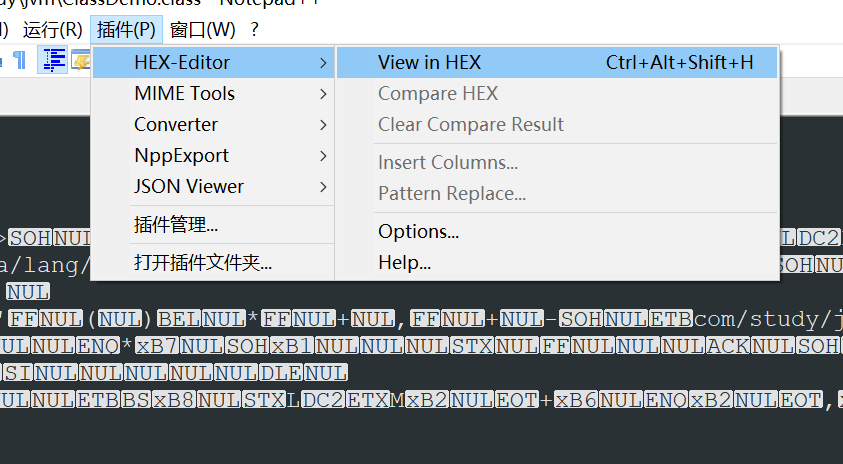 ClassDemo.class - Notepad++
运行(R) 插件(P) 窗口(W) ?
HEX-Editor
MIME Tools
Converter
NppExport
JSON Viewer
插件管理...
打开插件文件夹...
View in HEX Ctrl+Alt+Shift+H
Compare HEX
Clear Compare Result
Insert Columns...
Pattern Replace...
Options...
Help...
>SOHNUL LDC2
a/lang/ SOHNU
NUL
'FFNUL(NUL)BELNUL*FFNUL+NUL,FFNUL+NUL-SOHNULETBcom/study/j
ULNULENQ*xB7NULSOHxB1NULNULNULSTXNULFFNULNULNULACKNULSOH
SINULNULNULNULNULDLENUL
ULNULETBBSxB8NULSTXLDC2ETXMxB2NULEOT+xB6NULENQxB2NULEOT,x